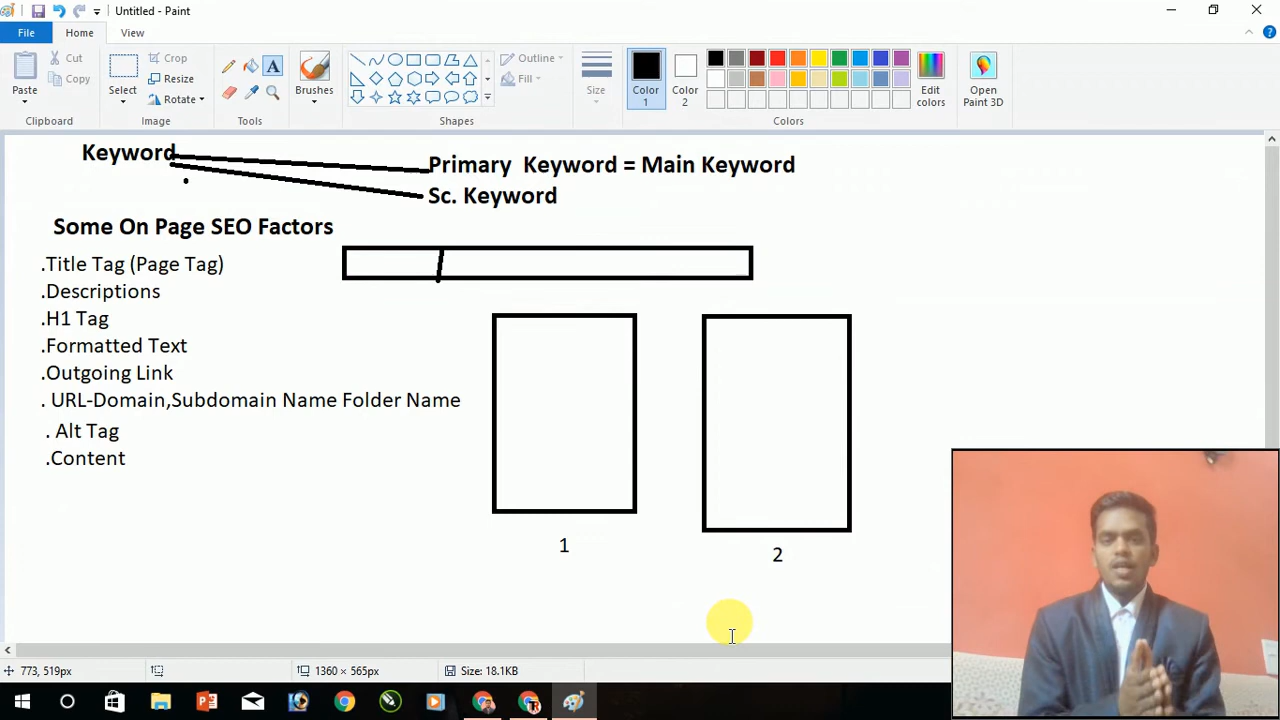 Untitled - Paint
File
Home
View
Paste
Cut
Copy
Clipboard
Select
Crop
Resize
Rotate
Image
A
Tools
Brushes
Outline
Fill
Shapes
Size
Color
1
Color
2
Edit
colors
Open
Paint 3D
Colors
Keyword
Primary  Keyword = Main Keyword
Sc. Keyword
Some On Page SEO Factors
.Title Tag (Page Tag)
.Descriptions
.H1 Tag
.Formatted Text
.Outgoing Link
. URL-Domain,Subdomain Name Folder Name
. Alt Tag
.Content
1
2
773, 519px
1360 × 565px
Size: 18.1KB